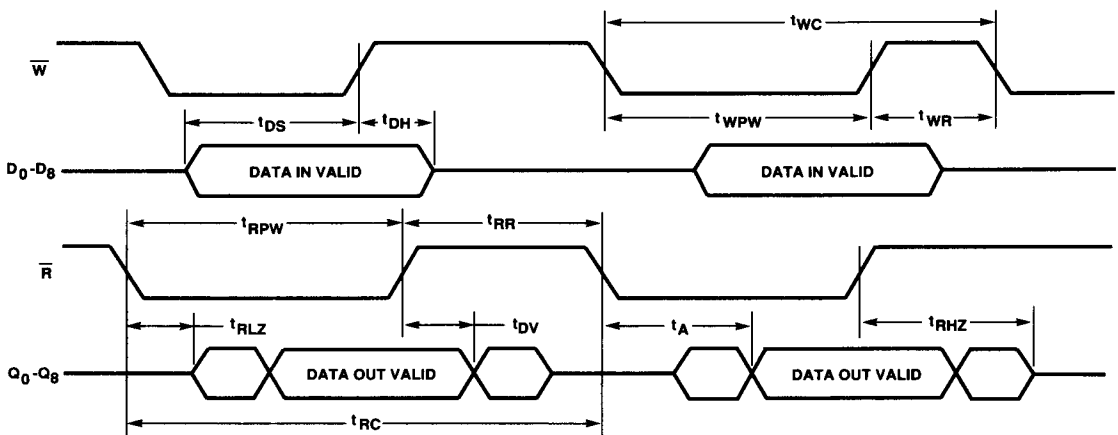 tWC
W
tDS
tDH
tWPW
tWR
D0-D8
DATA IN VALID
DATA IN VALID
tRPW
tRR
R
tRLZ
tDV
tA
tRHZ
Q0-Q8
DATA OUT VALID
DATA OUT VALID
tRC